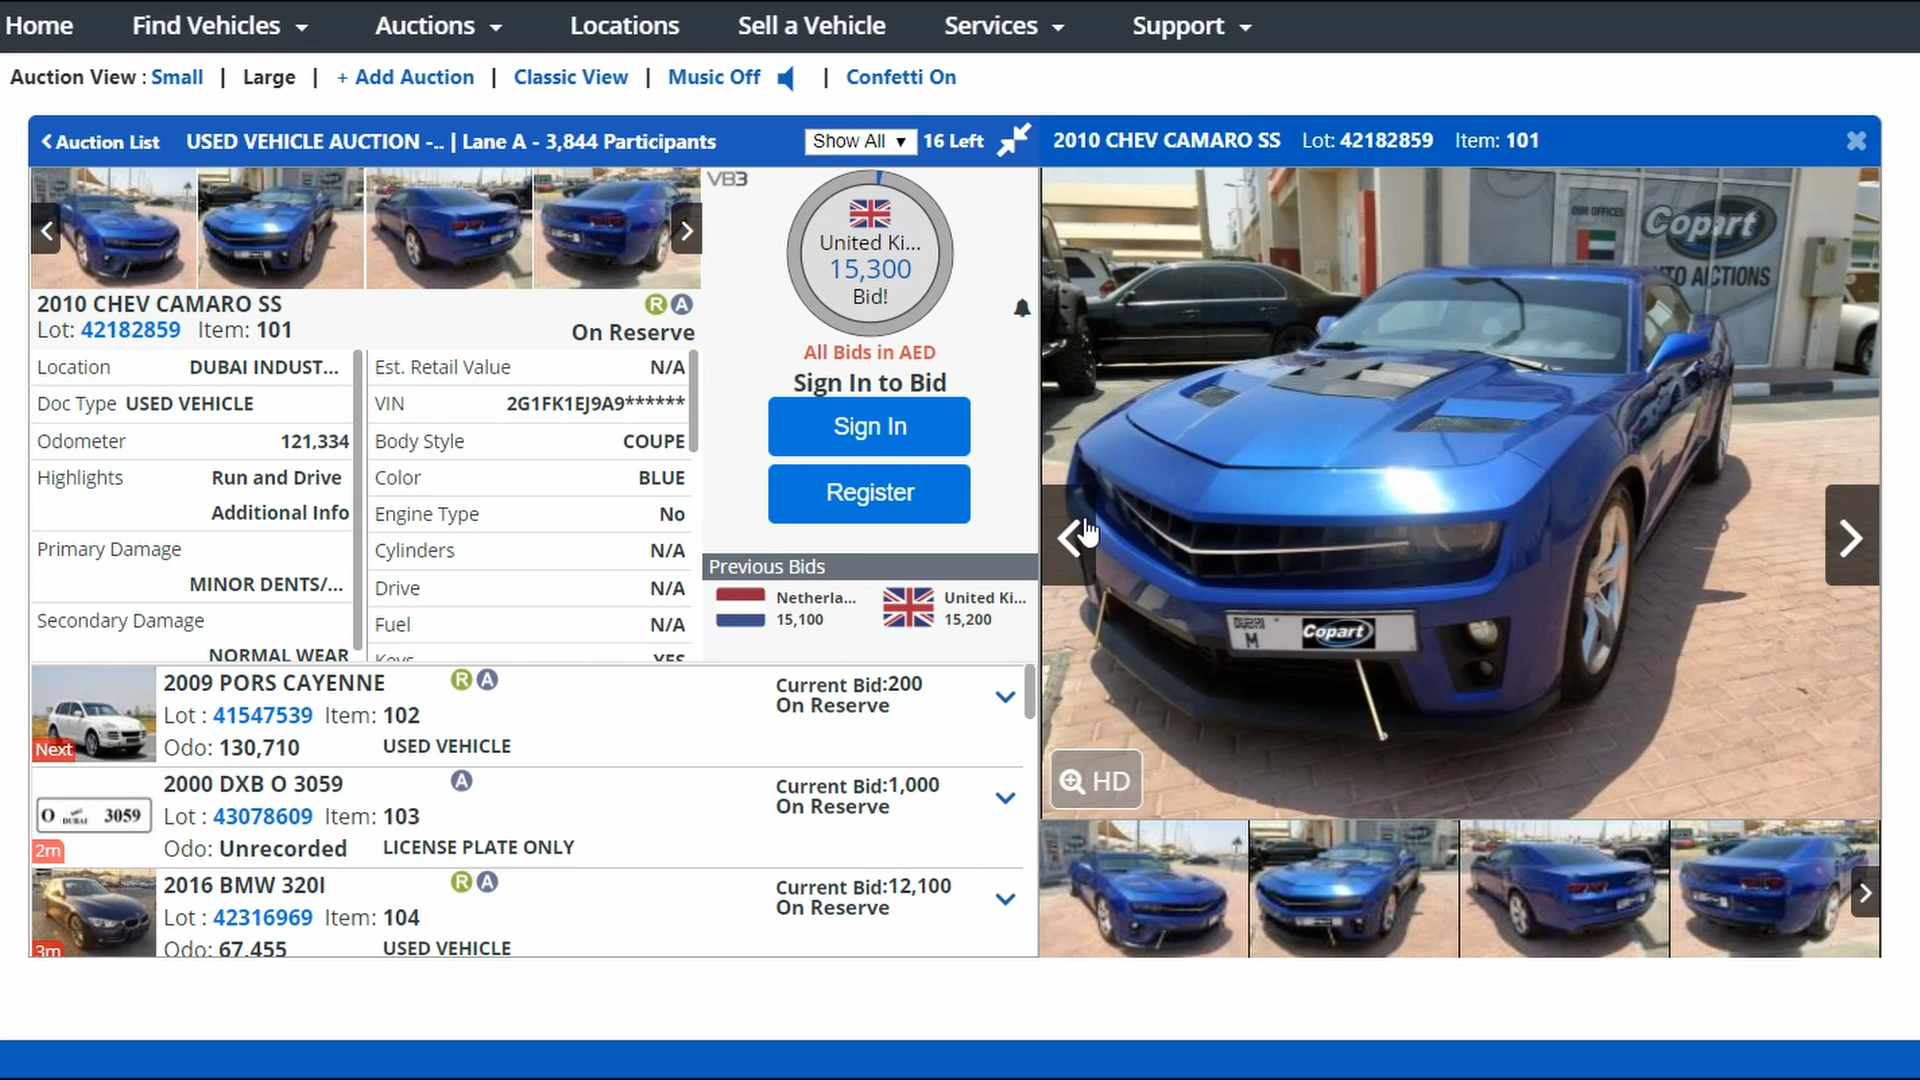 Home Find Vehicles Auctions Locations Sell a Vehicle Services Support
Auction View : Small | Large | + Add Auction | Classic View | Music Off | Confetti On
Auction List USED VEHICLE AUCTION -.. | Lane A - 3,844 Participants Show All 16 Left
2010 CHEV CAMARO SS Lot: 42182859 Item: 101
2010 CHEV CAMARO SS R A
Lot: 42182859 Item: 101 On Reserve
Location DUBAI INDUST...
Doc Type USED VEHICLE
Odometer 121,334
Highlights Run and Drive
Additional Info
Primary Damage
MINOR DENTS/...
Secondary Damage
NORMAL WEAR
Est. Retail Value N/A
VIN 2G1FK1EJ9A9******
Body Style COUPE
Color BLUE
Engine Type No
Cylinders N/A
Drive N/A
Fuel N/A
Keys YES
VB3
United Ki...
15,300
Bid!
All Bids in AED
Sign In to Bid
Sign In
Register
Previous Bids
Netherla... 15,100
United Ki... 15,200
2009 PORS CAYENNE R A Current Bid:200
Lot : 41547539 Item: 102 On Reserve
Next Odo: 130,710 USED VEHICLE
2000 DXB O 3059 A Current Bid:1,000
O DUBAI 3059 Lot : 43078609 Item: 103 On Reserve
2m Odo: Unrecorded LICENSE PLATE ONLY
2016 BMW 320I R A Current Bid:12,100
Lot : 42316969 Item: 104 On Reserve
3m Odo: 67,455 USED VEHICLE
OUR OFFICES
Copart
AUTO AUCTIONS
DUBAI
M Copart
HD